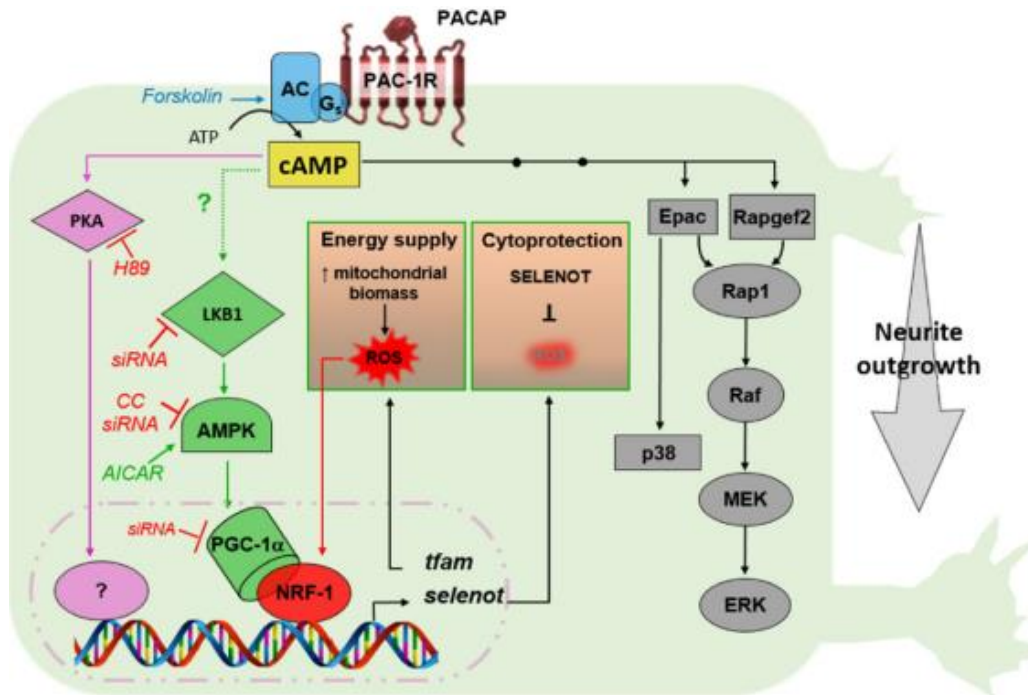 PACAP
PAC-1R
AC
Gs
Forskolin
ATP
cAMP
?
PKA
H89
Energy supply
↑ mitochondrial
biomass
ROS
Cytoprotection
SELENOT
Epac
Rapgef2
Rap1
Raf
p38
MEK
ERK
Neurite
outgrowth
LKB1
siRNA
CC
siRNA
AMPK
AICAR
siRNA
PGC-1α
NRF-1
?
tfam
selenot